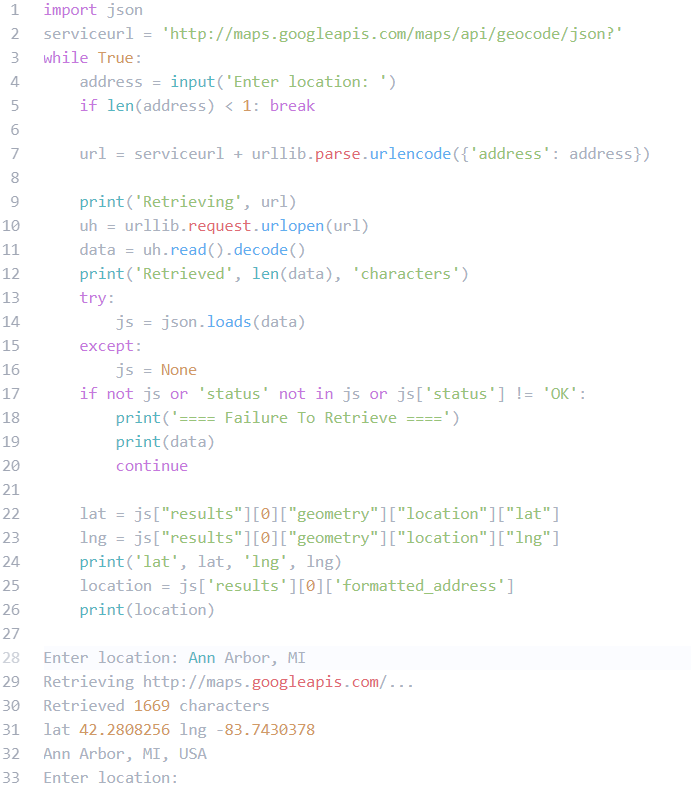 1 import json
2 serviceurl = 'http://maps.googleapis.com/maps/api/geocode/json?'
3 while True:
4     address = input('Enter location: ')
5     if len(address) < 1: break
6
7     url = serviceurl + urllib.parse.urlencode({'address': address})
8
9     print('Retrieving', url)
10     uh = urllib.request.urlopen(url)
11     data = uh.read().decode()
12     print('Retrieved', len(data), 'characters')
13     try:
14         js = json.loads(data)
15     except:
16         js = None
17     if not js or 'status' not in js or js['status'] != 'OK':
18         print('==== Failure To Retrieve ====')
19         print(data)
20         continue
21
22     lat = js["results"][0]["geometry"]["location"]["lat"]
23     lng = js["results"][0]["geometry"]["location"]["lng"]
24     print('lat', lat, 'lng', lng)
25     location = js['results'][0]['formatted_address']
26     print(location)
27
28 Enter location: Ann Arbor, MI
29 Retrieving http://maps.googleapis.com/...
30 Retrieved 1669 characters
31 lat 42.2808256 lng -83.7430378
32 Ann Arbor, MI, USA
33 Enter location: